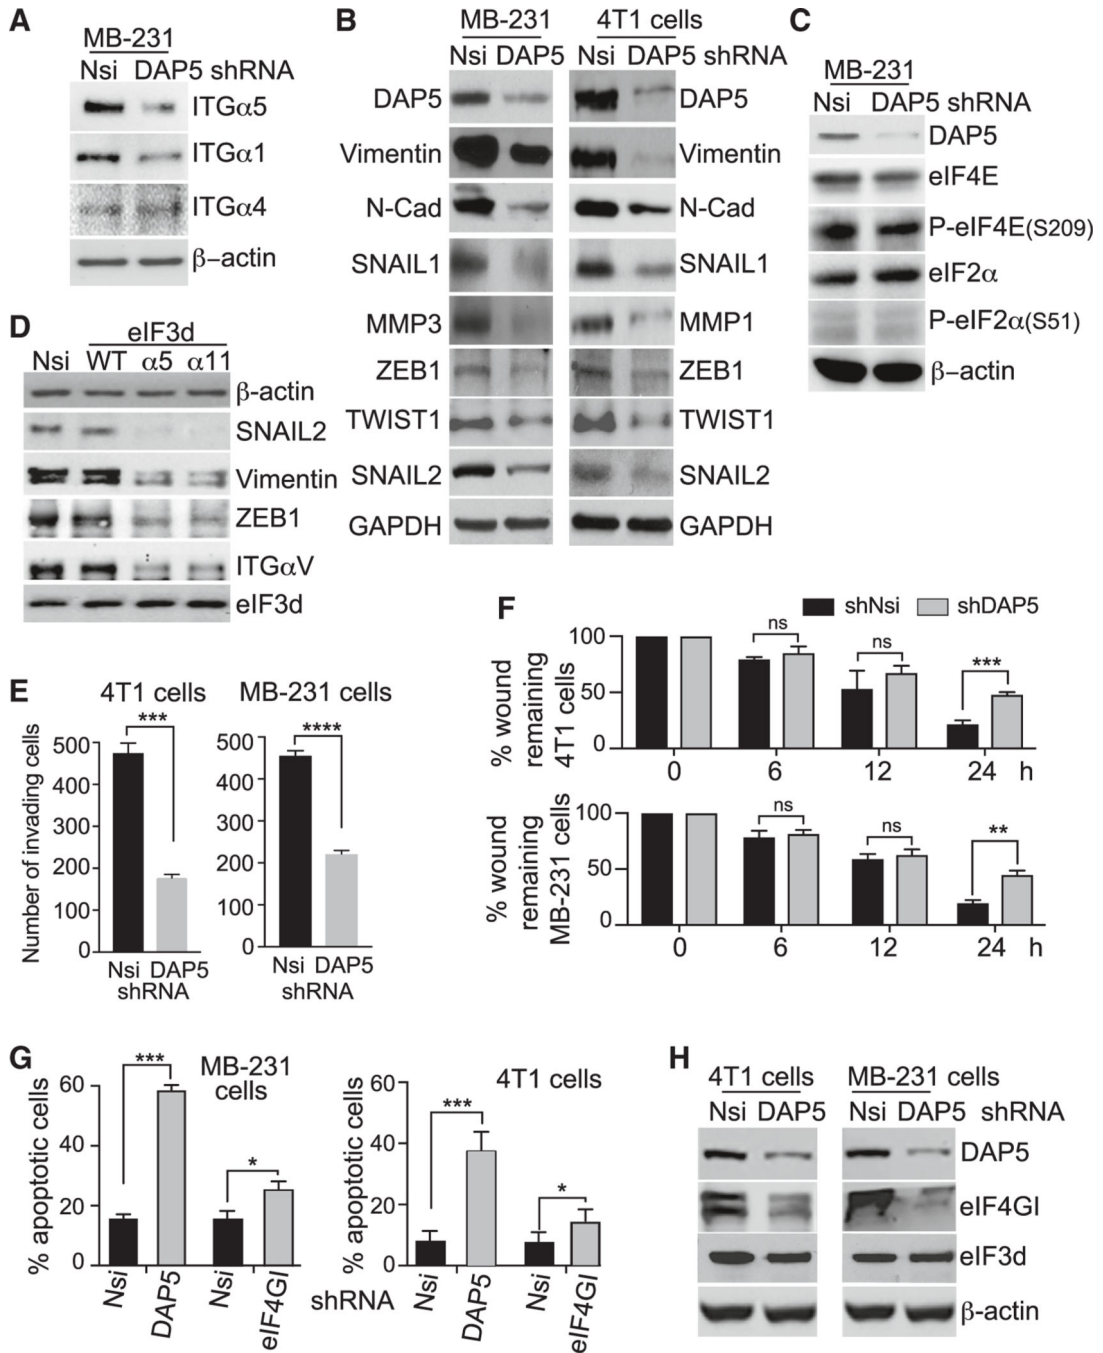 A
MB-231
Nsi DAP5 shRNA
ITGα5
ITGα1
ITGα4
β–actin
B
MB-231 4T1 cells
Nsi DAP5 Nsi DAP5 shRNA
DAP5 DAP5
Vimentin Vimentin
N-Cad N-Cad
SNAIL1 SNAIL1
MMP3 MMP1
ZEB1 ZEB1
TWIST1 TWIST1
SNAIL2 SNAIL2
GAPDH GAPDH
C
MB-231
Nsi DAP5 shRNA
DAP5
eIF4E
P-eIF4E(S209)
eIF2α
P-eIF2α(S51)
β–actin
D
eIF3d
Nsi WT α5 α11
β-actin
SNAIL2
Vimentin
ZEB1
ITGαV
eIF3d
E
4T1 cells
Number of invading cells
500
400
300
200
100
0
***
Nsi DAP5
shRNA
MB-231 cells
500
400
300
200
100
0
****
Nsi DAP5
shRNA
F
shNsi shDAP5
% wound
remaining
4T1 cells
100
50
0
ns ns ***
0 6 12 24 h
% wound
remaining
MB-231 cells
100
50
0
ns ns **
0 6 12 24 h
G
MB-231
cells
% apoptotic cells
60
40
20
0
*** *
Nsi DAP5 Nsi eIF4GI
shRNA
4T1 cells
% apoptotic cells
60
40
20
0
*** *
Nsi DAP5 Nsi eIF4GI
H
4T1 cells MB-231 cells
Nsi DAP5 Nsi DAP5 shRNA
DAP5
eIF4GI
eIF3d
β-actin